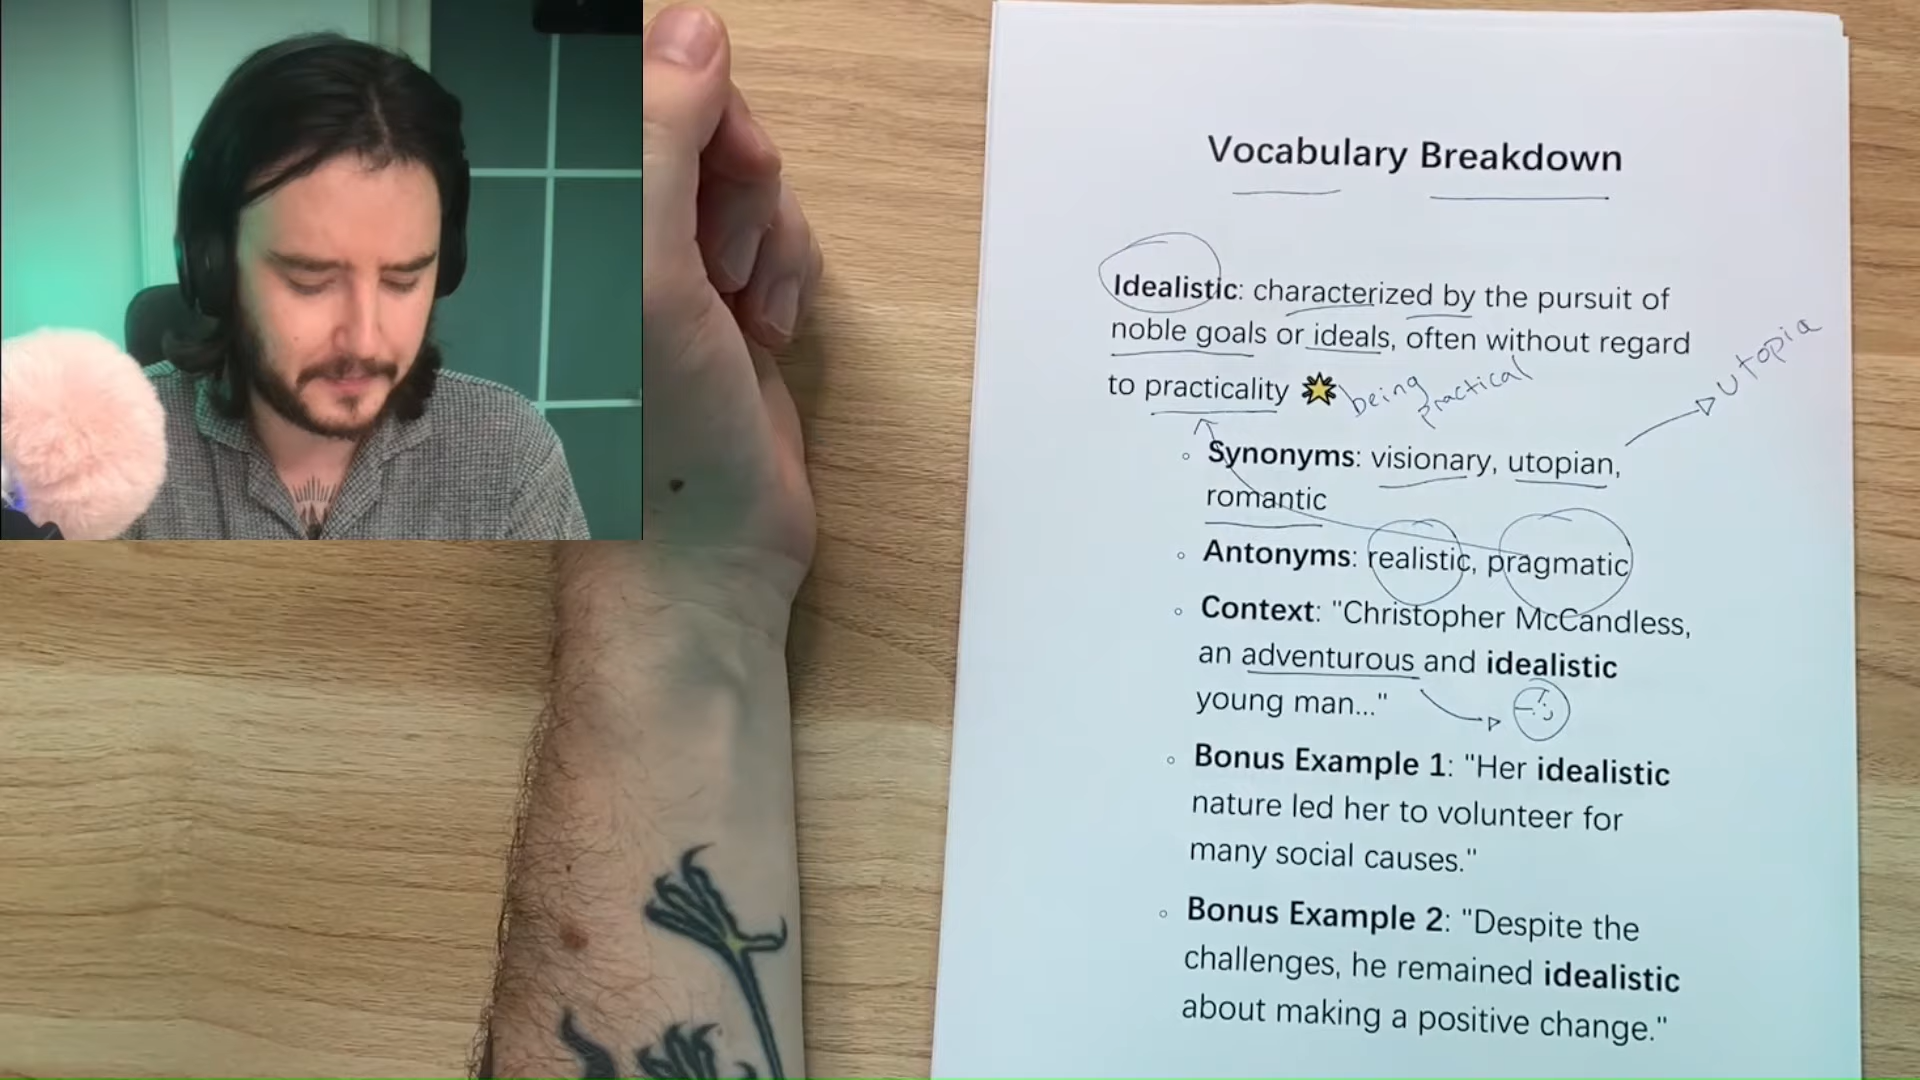 Vocabulary Breakdown
Idealistic: characterized by the pursuit of
noble goals or ideals, often without regard
to practicality being practical
utopia
Synonyms: visionary, utopian,
romantic
Antonyms: realistic, pragmatic
Context: "Christopher McCandless,
an adventurous and idealistic
young man..."
Bonus Example 1: "Her idealistic
nature led her to volunteer for
many social causes."
Bonus Example 2: "Despite the
challenges, he remained idealistic
about making a positive change."